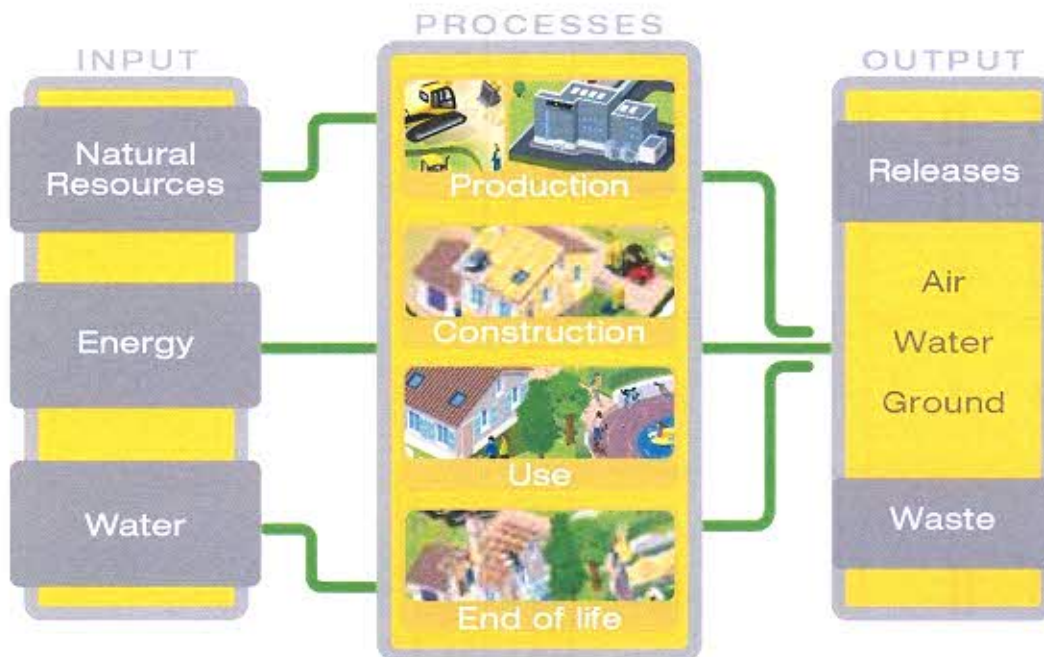 INPUT
Natural
Resources
Energy
Water
PROCESSES
Production
Construction
Use
End of life
OUTPUT
Releases
Air
Water
Ground
Waste